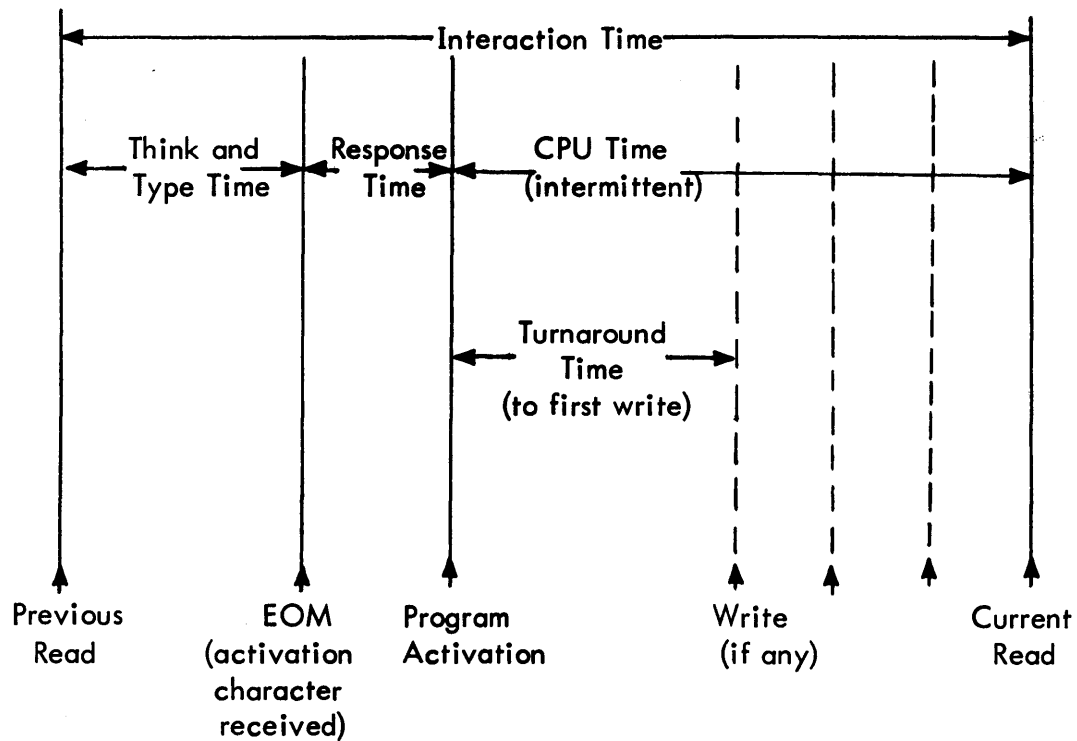 Interaction Time
Think and
Type Time
Response
Time
CPU Time
(intermittent)
Turnaround
Time
(to first write)
Previous
Read
EOM
(activation
character
received)
Program
Activation
Write
(if any)
Current
Read